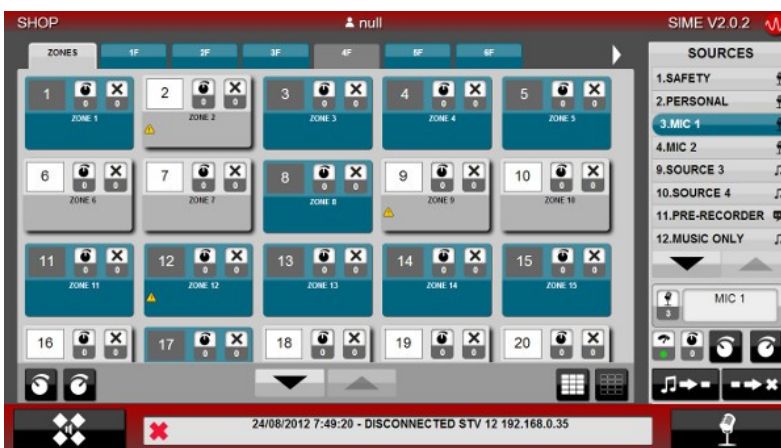 SHOP null SIME V2.0.2
ZONES 1F 2F 3F 4F 5F 6F
SOURCES
1 0 0 2 0 0 3 0 0 4 0 0 5 0 0
ZONE 1 ZONE 2 ZONE 3 ZONE 4 ZONE 5
6 0 0 7 0 0 8 0 0 9 0 0 10 0 0
ZONE 6 ZONE 7 ZONE 8 ZONE 9 ZONE 10
11 0 0 12 0 0 13 0 0 14 0 0 15 0 0
ZONE 11 ZONE 12 ZONE 13 ZONE 14 ZONE 15
16 0 0 17 0 0 18 0 0 19 0 0 20 0 0
1.SAFETY
2.PERSONAL
3.MIC 1
4.MIC 2
9.SOURCE 3
10.SOURCE 4
11.PRE-RECORDER
12.MUSIC ONLY
MIC 1
3
0
24/08/2012 7:49:20 - DISCONNECTED STV 12 192.168.0.35